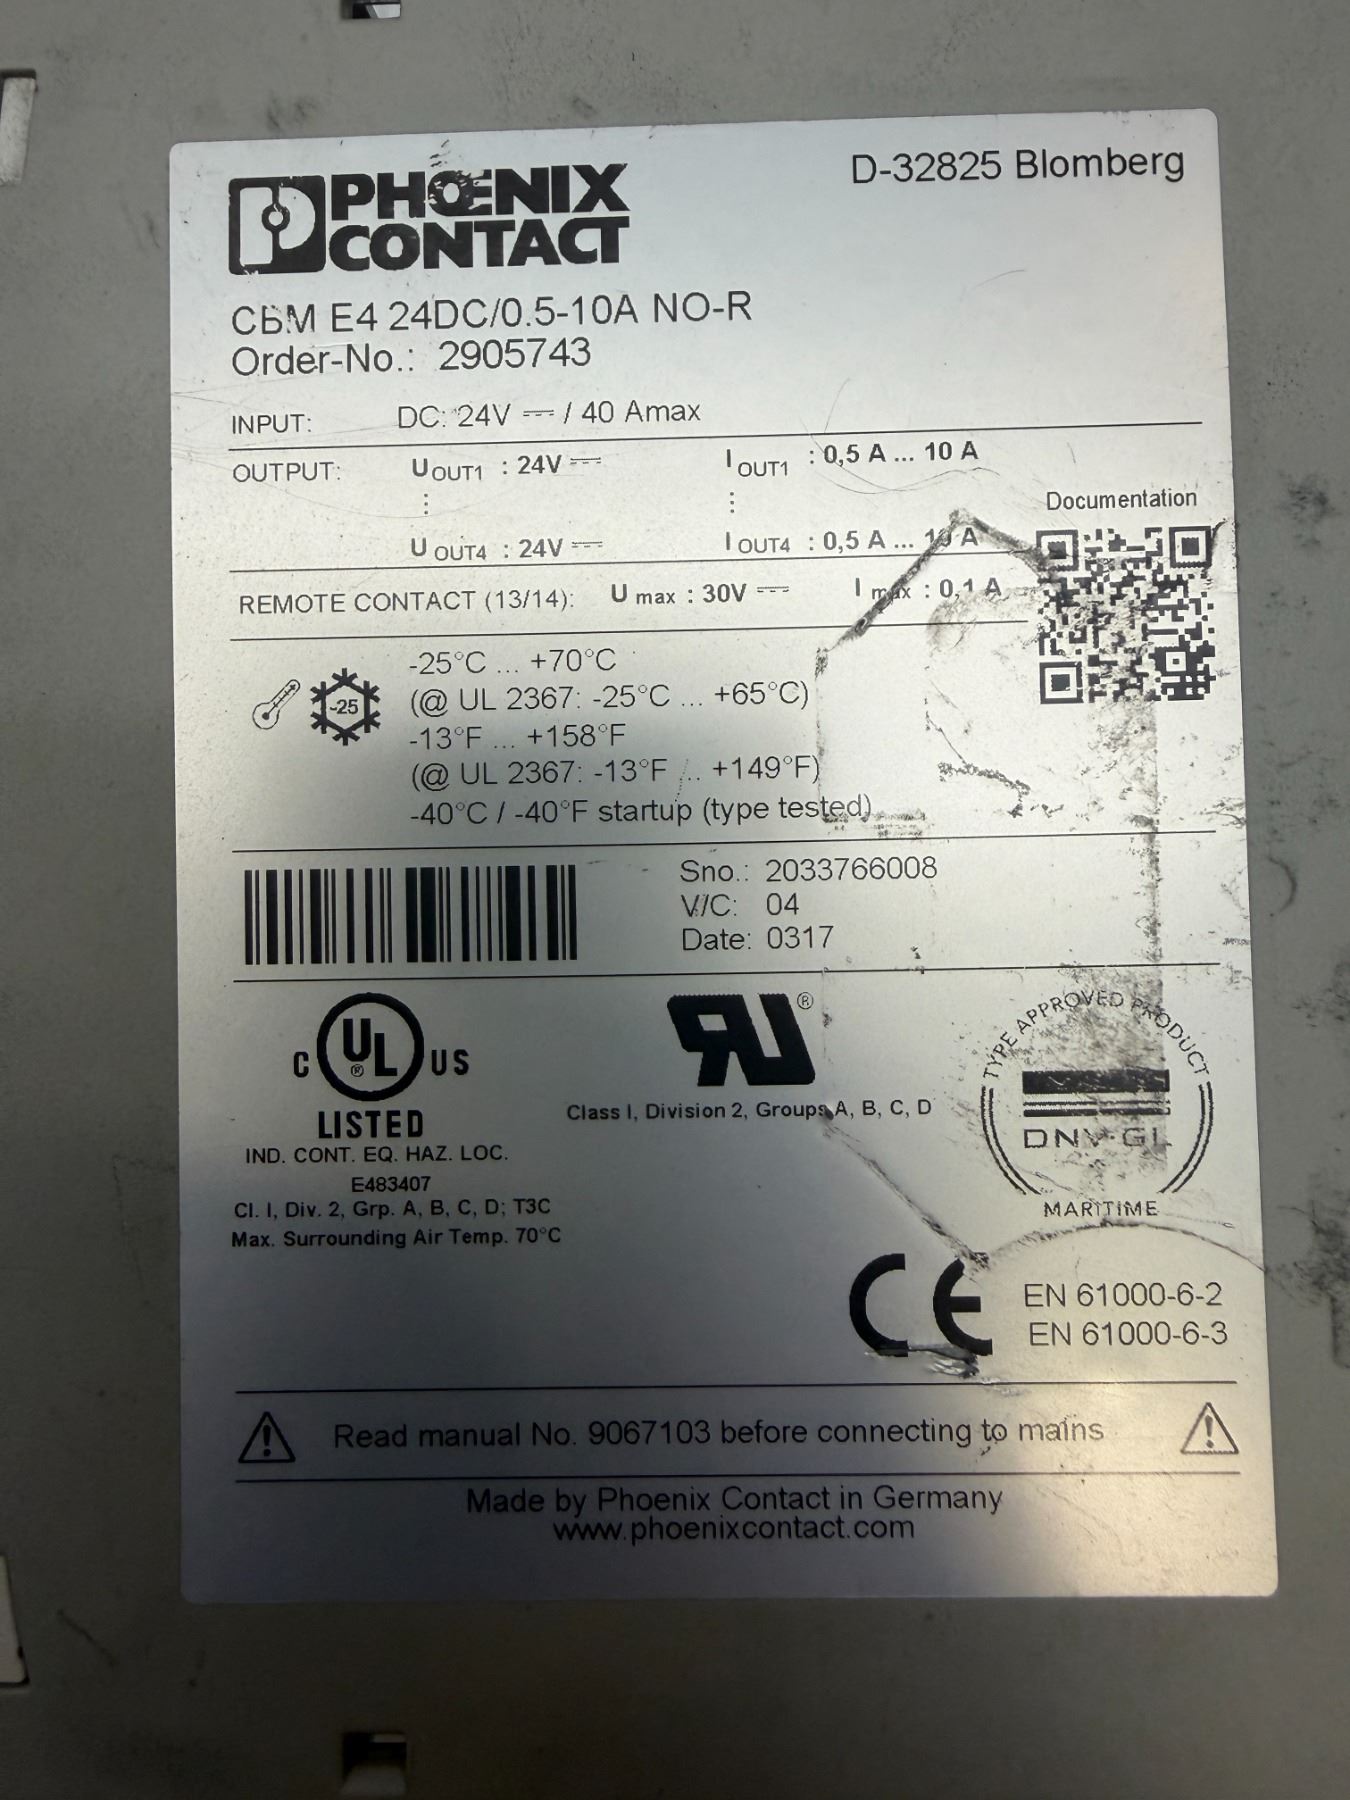 PHOENIX
CONTACT
D-32825 Blomberg
CBM E4 24DC/0.5-10A NO-R
Order-No.: 2905743
INPUT: DC: 24V ⎓ / 40 Amax
OUTPUT: U OUT1 : 24V ⎓ I OUT1 : 0,5 A ... 10 A
⋮ ⋮
U OUT4 : 24V ⎓ I OUT4 : 0,5 A ... 10 A
Documentation
REMOTE CONTACT (13/14): U max : 30V ⎓ I max : 0,1 A
-25
-25°C ... +70°C
(@ UL 2367: -25°C ... +65°C)
-13°F ... +158°F
(@ UL 2367: -13°F ... +149°F)
-40°C / -40°F startup (type tested)
Sno.: 2033766008
V/C: 04
Date: 0317
C UL ® US
LISTED
IND. CONT. EQ. HAZ. LOC.
E483407
Cl. I, Div. 2, Grp. A, B, C, D; T3C
Max. Surrounding Air Temp. 70°C
RU ®
Class I, Division 2, Groups A, B, C, D
TYPE APPROVED PRODUCT
DNV·GL
MARITIME
CE
EN 61000-6-2
EN 61000-6-3
Read manual No. 9067103 before connecting to mains
Made by Phoenix Contact in Germany
www.phoenixcontact.com